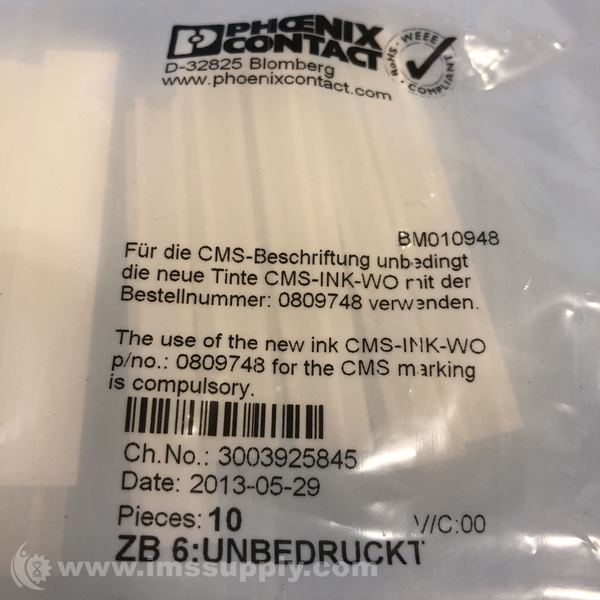 PHOENIX
CONTACT
D-32825 Blomberg
www.phoenixcontact.com
RoHS · WEEE
COMPLIANT
BM010948
Für die CMS-Beschriftung unbedingt
die neue Tinte CMS-INK-WO mit der
Bestellnummer: 0809748 verwenden.
The use of the new ink CMS-INK-WO
p/no.: 0809748 for the CMS marking
is compulsory.
Ch.No.: 3003925845
Date: 2013-05-29
Pieces: 10
V/C:00
ZB 6:UNBEDRUCKT
www.imssupply.com